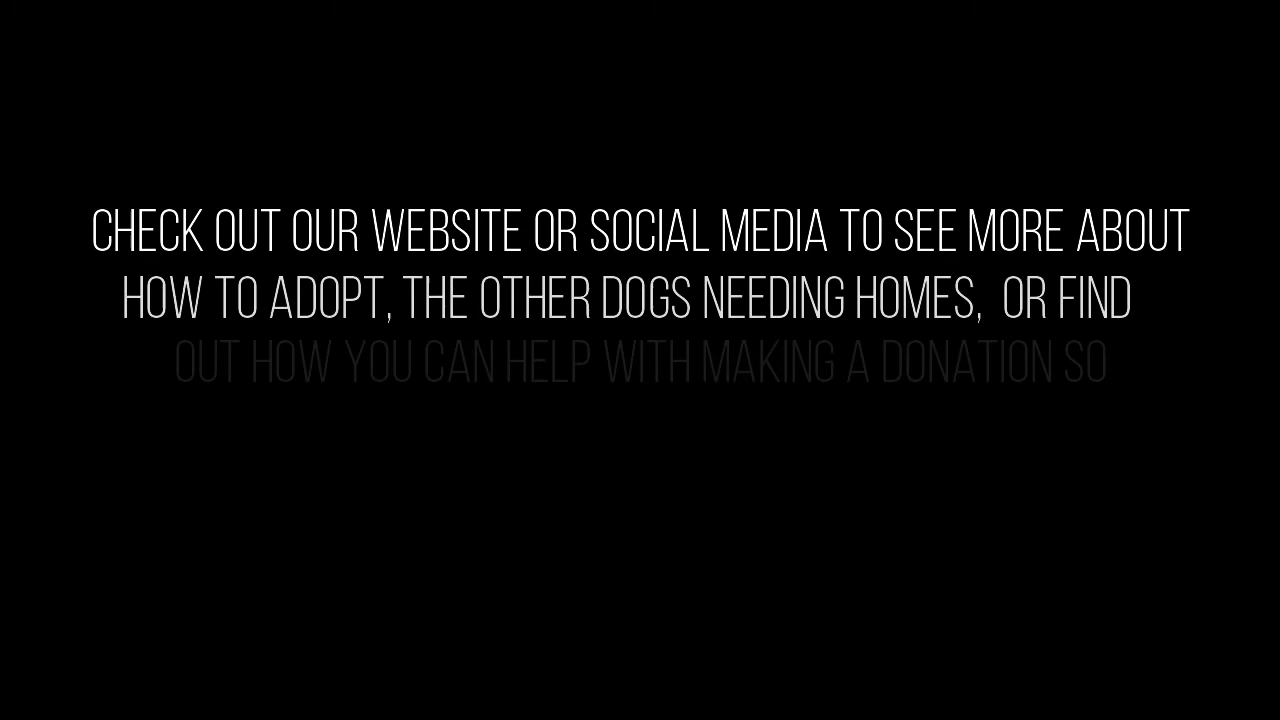 CHECK OUT OUR WEBSITE OR SOCIAL MEDIA TO SEE MORE ABOUT
HOW TO ADOPT, THE OTHER DOGS NEEDING HOMES, OR FIND
OUT HOW YOU CAN HELP WITH MAKING A DONATION SO